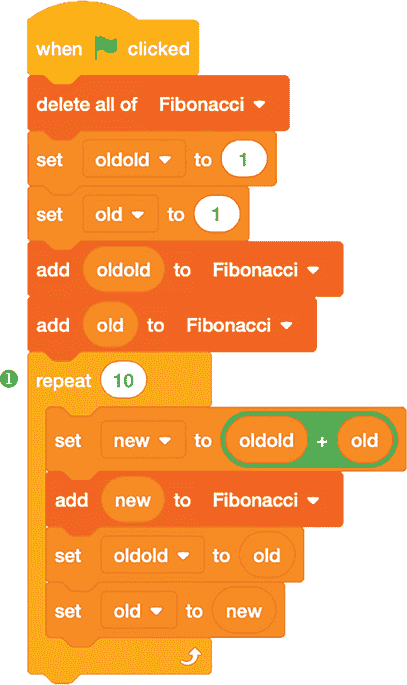 when clicked
delete all of Fibonacci
set oldold to 1
set old to 1
add oldold to Fibonacci
add old to Fibonacci
1 repeat 10
set new to oldold + old
add new to Fibonacci
set oldold to old
set old to new